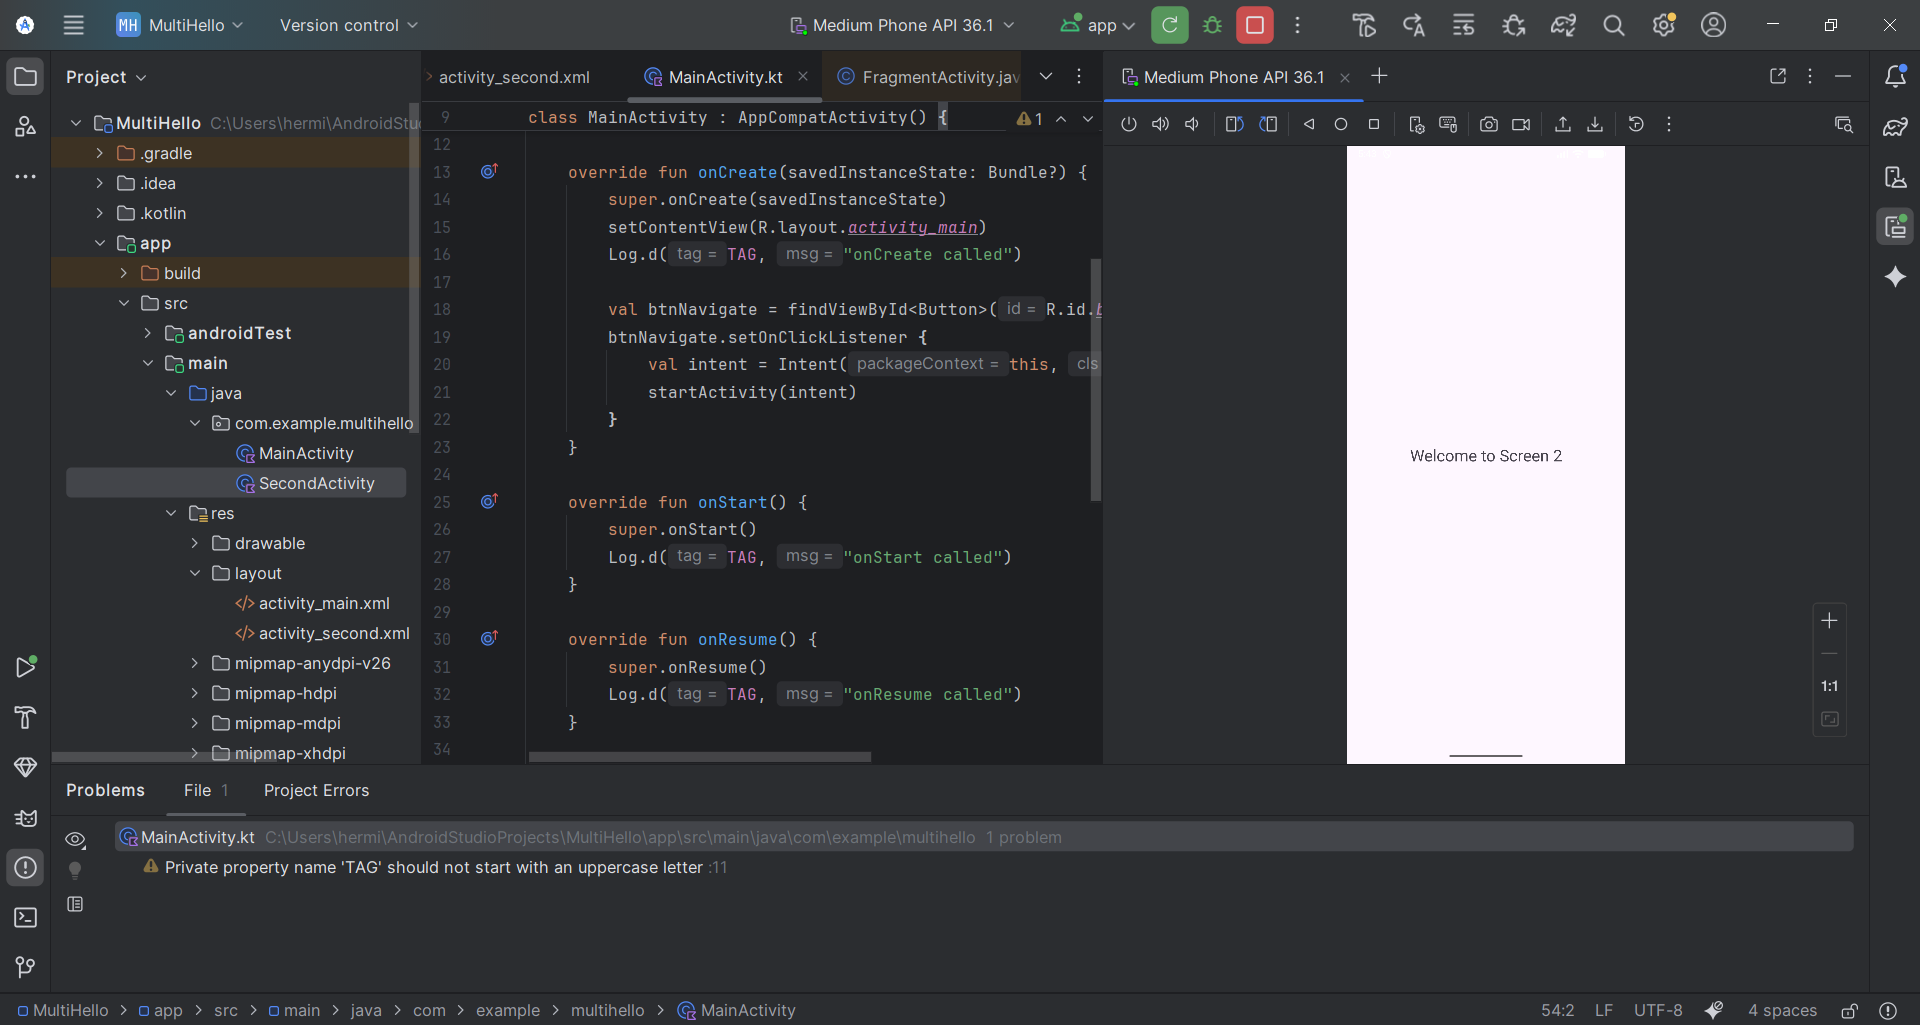 MH MultiHello Version control Medium Phone API 36.1 app
Project
activity_second.xml MainActivity.kt FragmentActivity.jav
Medium Phone API 36.1
MultiHello C:\Users\hermi\AndroidStu
.gradle
.idea
.kotlin
app
build
src
androidTest
main
java
com.example.multihello
MainActivity
SecondActivity
res
drawable
layout
activity_main.xml
activity_second.xml
mipmap-anydpi-v26
mipmap-hdpi
mipmap-mdpi
mipmap-xhdpi
9 class MainActivity : AppCompatActivity() { 1
12
13 override fun onCreate(savedInstanceState: Bundle?) {
14 super.onCreate(savedInstanceState)
15 setContentView(R.layout.activity_main)
16 Log.d( tag = TAG, msg = "onCreate called")
17
18 val btnNavigate = findViewById<Button>( id = R.id.
19 btnNavigate.setOnClickListener {
20 val intent = Intent( packageContext = this, cls
21 startActivity(intent)
22 }
23 }
24
25 override fun onStart() {
26 super.onStart()
27 Log.d( tag = TAG, msg = "onStart called")
28 }
29
30 override fun onResume() {
31 super.onResume()
32 Log.d( tag = TAG, msg = "onResume called")
33 }
34
Welcome to Screen 2
1:1
Problems File 1 Project Errors
MainActivity.kt C:\Users\hermi\AndroidStudioProjects\MultiHello\app\src\main\java\com\example\multihello 1 problem
Private property name 'TAG' should not start with an uppercase letter :11
MultiHello > app > src > main > java > com > example > multihello > MainActivity
54:2 LF UTF-8 4 spaces